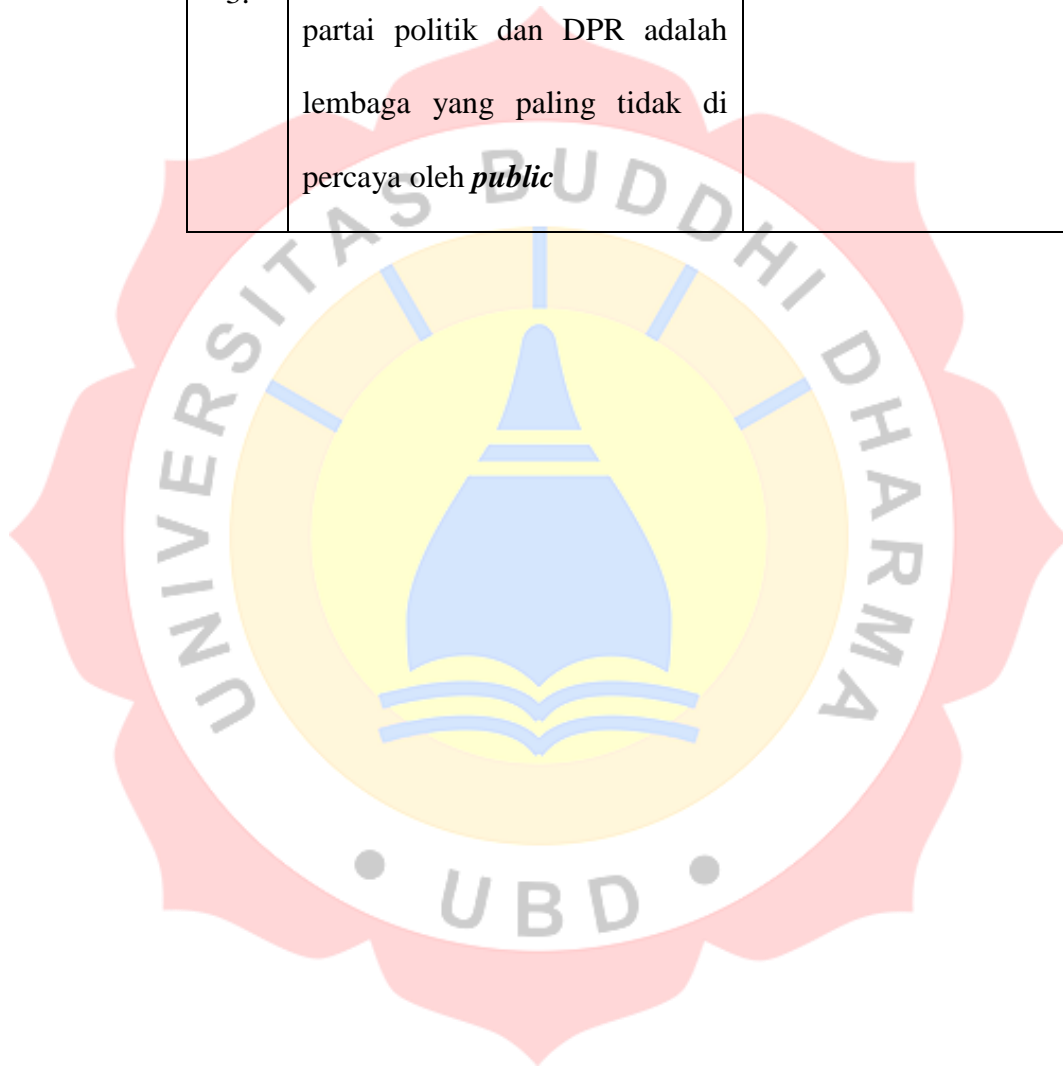 partai politik dan DPR adalah
lembaga yang paling tidak di
percaya oleh public
UNIVERSITAS BUDDHI DHARMA
• UBD •